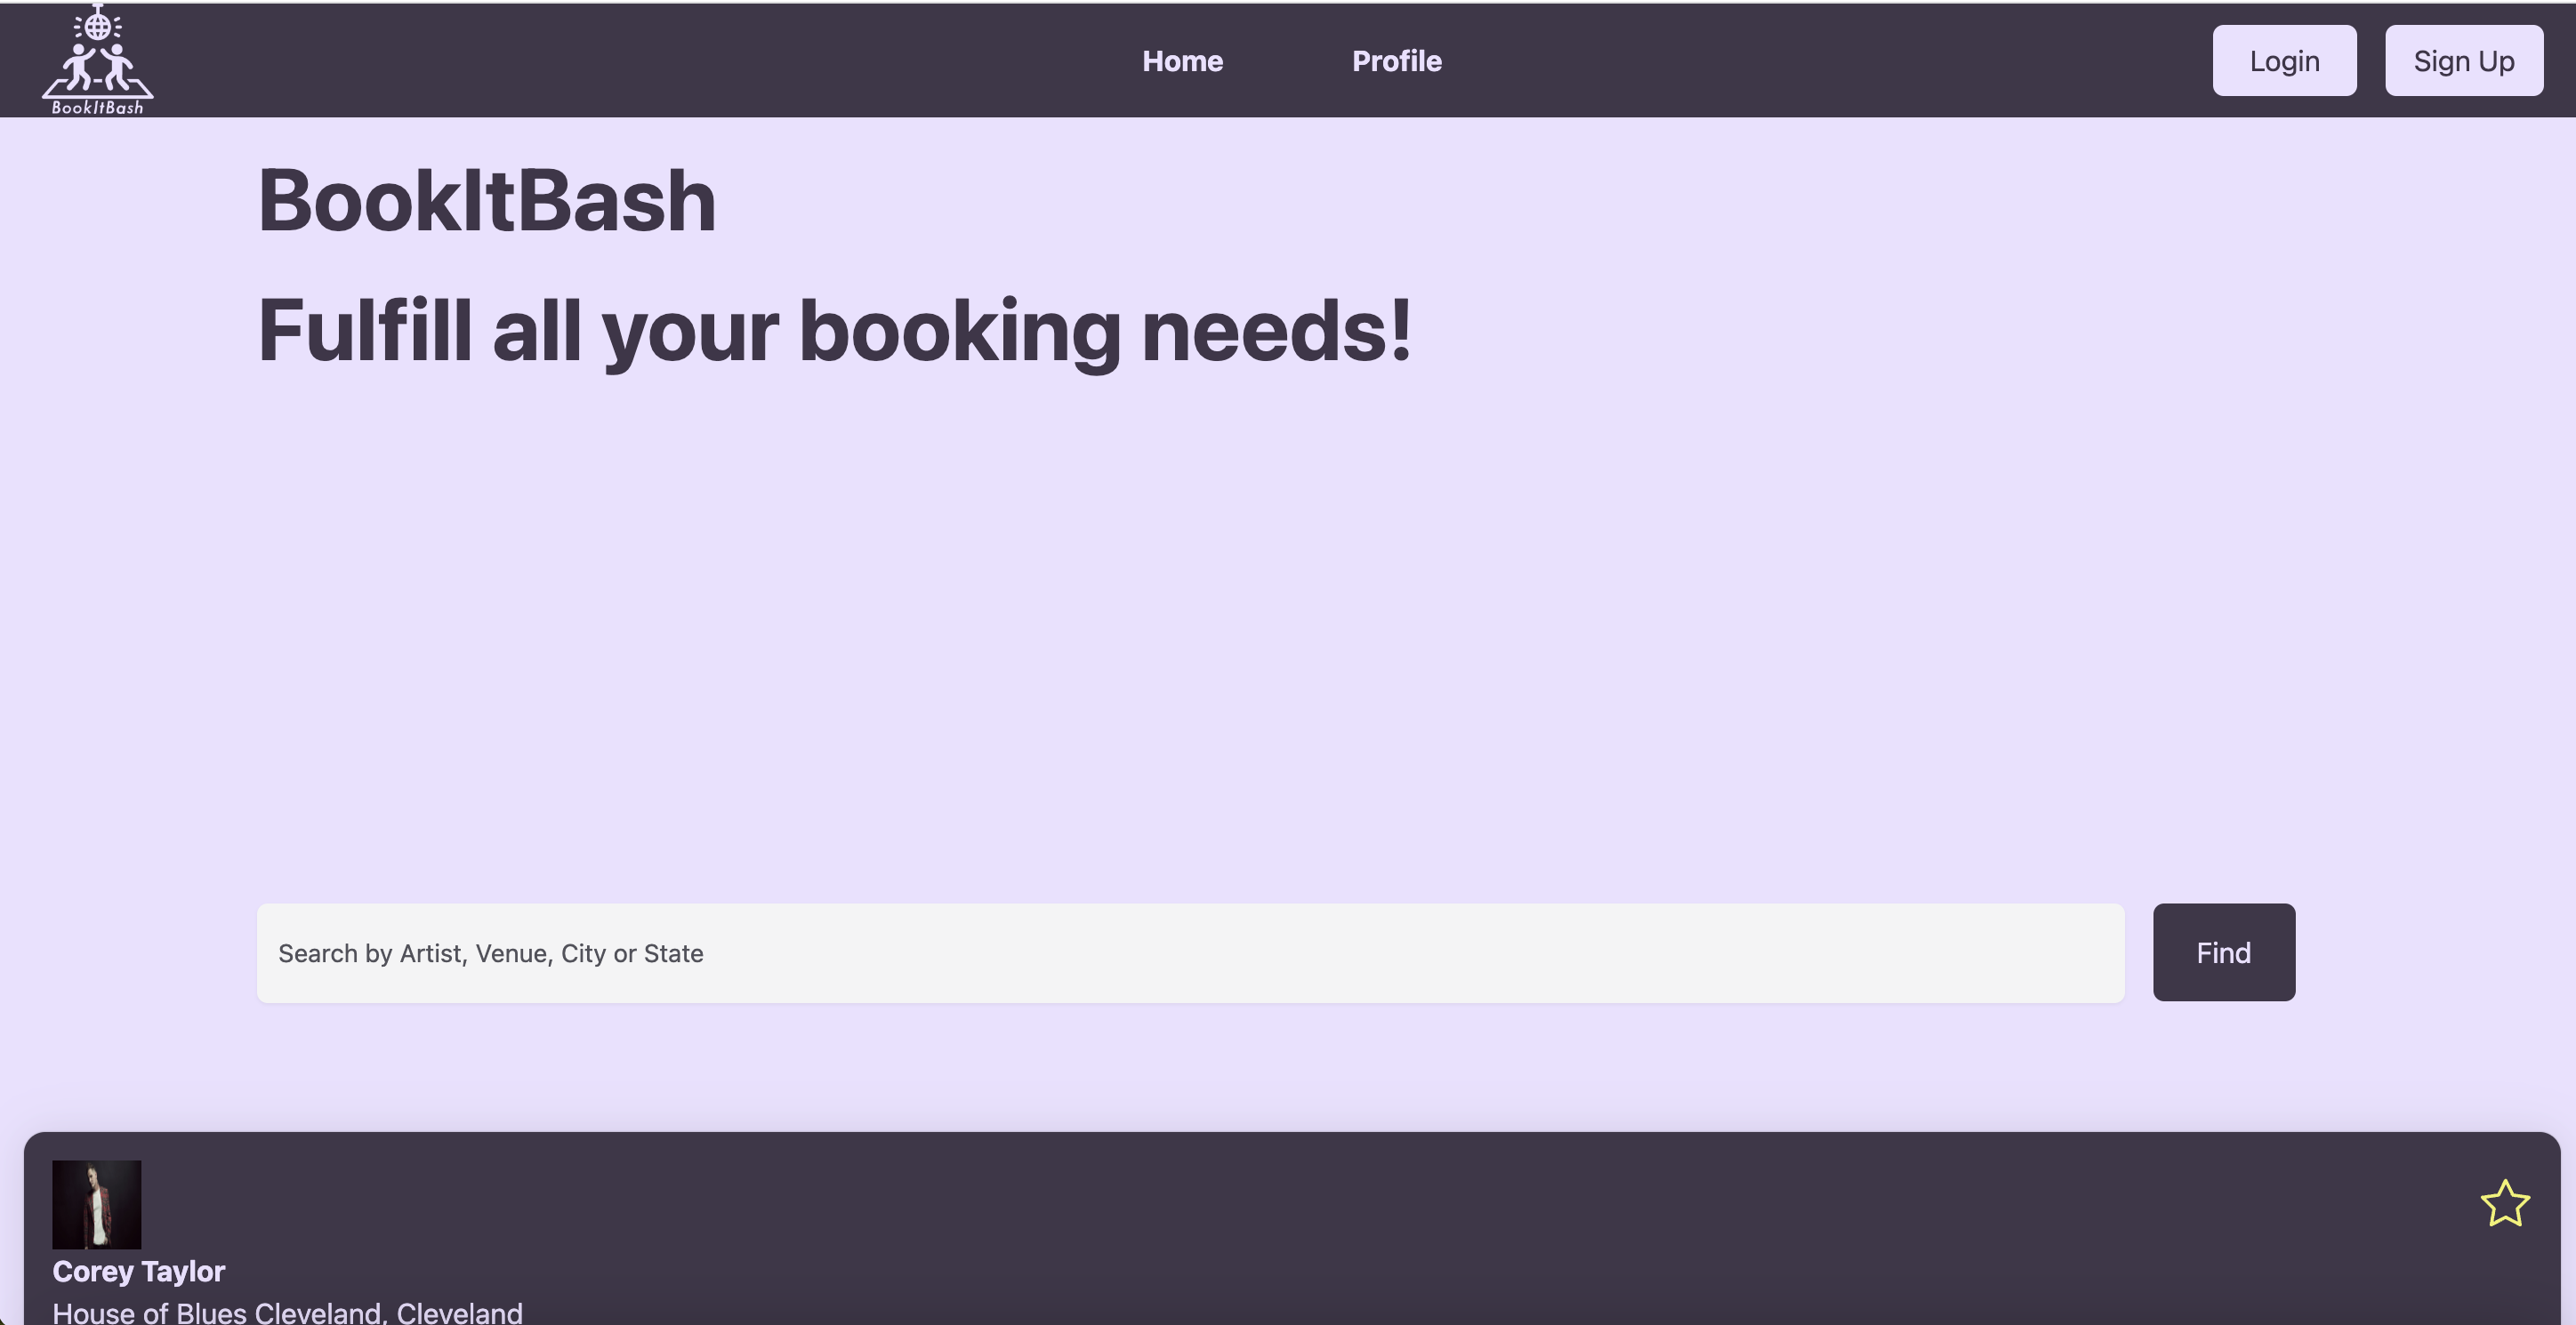 BookItBash
Home
Profile
Login
Sign Up
BookItBash
Fulfill all your booking needs!
Search by Artist, Venue, City or State
Find
Corey Taylor
House of Blues Cleveland, Cleveland